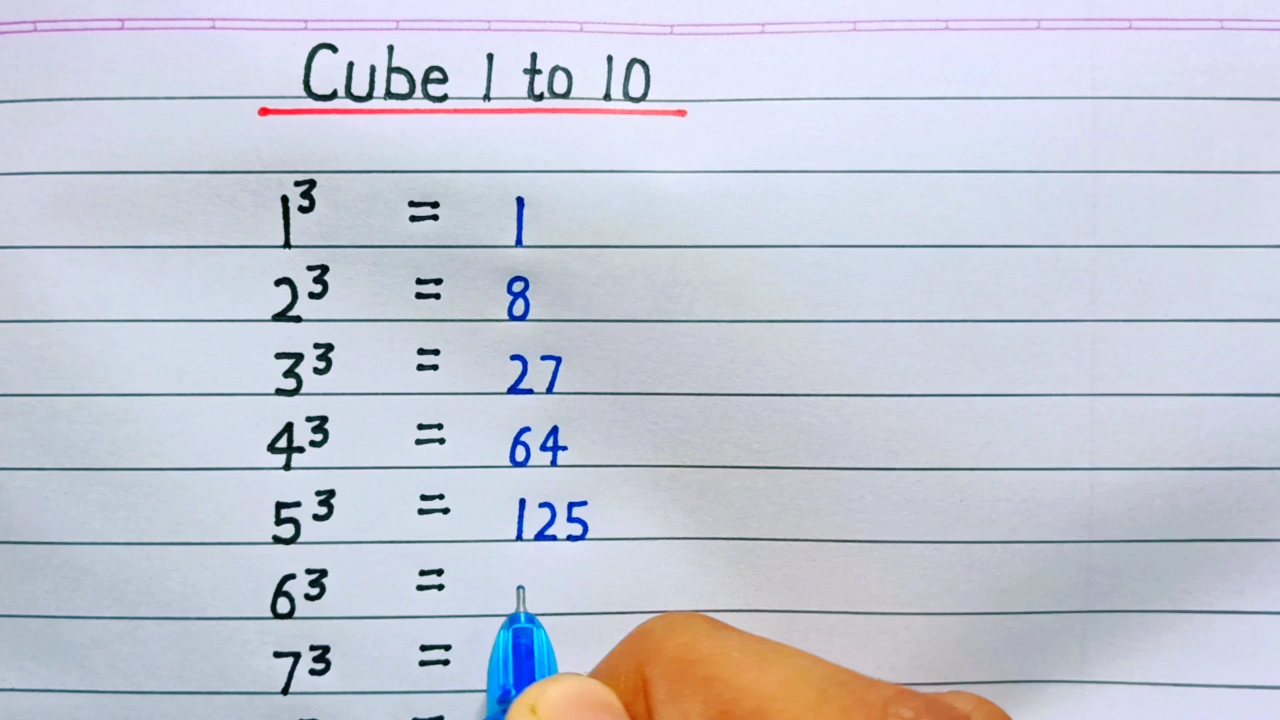 Cube 1 to 10
1³ = 1
2³ = 8
3³ = 27
4³ = 64
5³ = 125
6³ =
7³ =